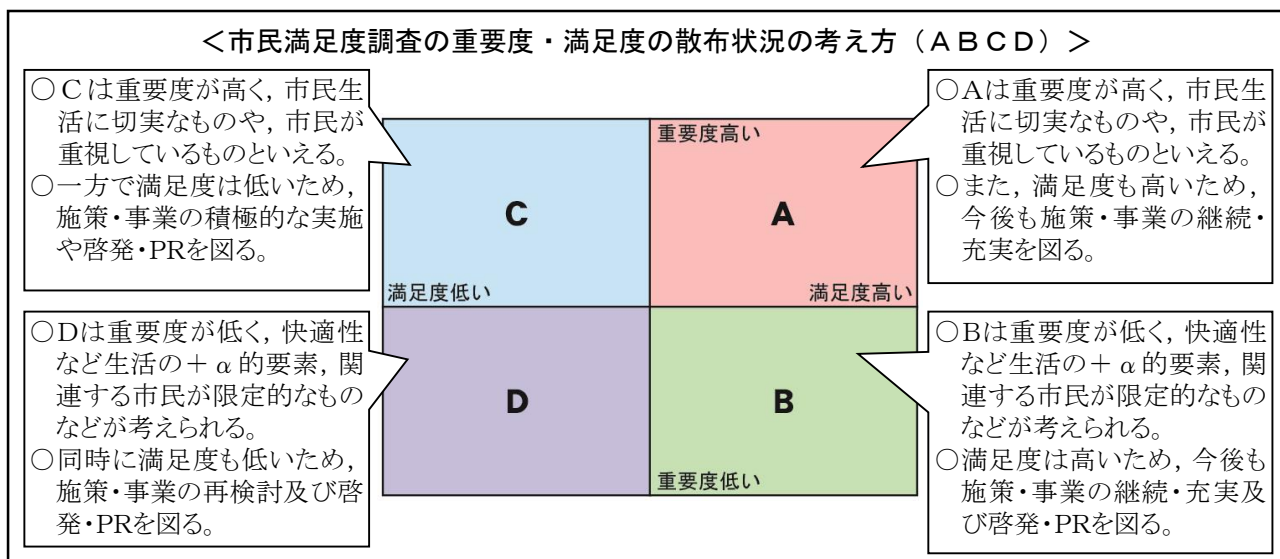 ＜市民満足度調査の重要度・満足度の散布状況の考え方（ＡＢＣＤ）＞
○Ｃは重要度が高く，市民生
活に切実なものや，市民が
重視しているものといえる。
○一方で満足度は低いため，
施策・事業の積極的な実施
や啓発・PRを図る。
○Aは重要度が高く，市民生
活に切実なものや，市民が
重視しているものといえる。
○また，満足度も高いため，
今後も施策・事業の継続・
充実を図る。
重要度高い
C
A
満足度低い
満足度高い
○Dは重要度が低く，快適性
など生活の＋α的要素，関
連する市民が限定的なもの
などが考えられる。
○同時に満足度も低いため，
施策・事業の再検討及び啓
発・PRを図る。
D
B
重要度低い
○Bは重要度が低く，快適性
など生活の＋α的要素，関
連する市民が限定的なもの
などが考えられる。
○満足度は高いため，今後も
施策・事業の継続・充実及
び啓発・PRを図る。